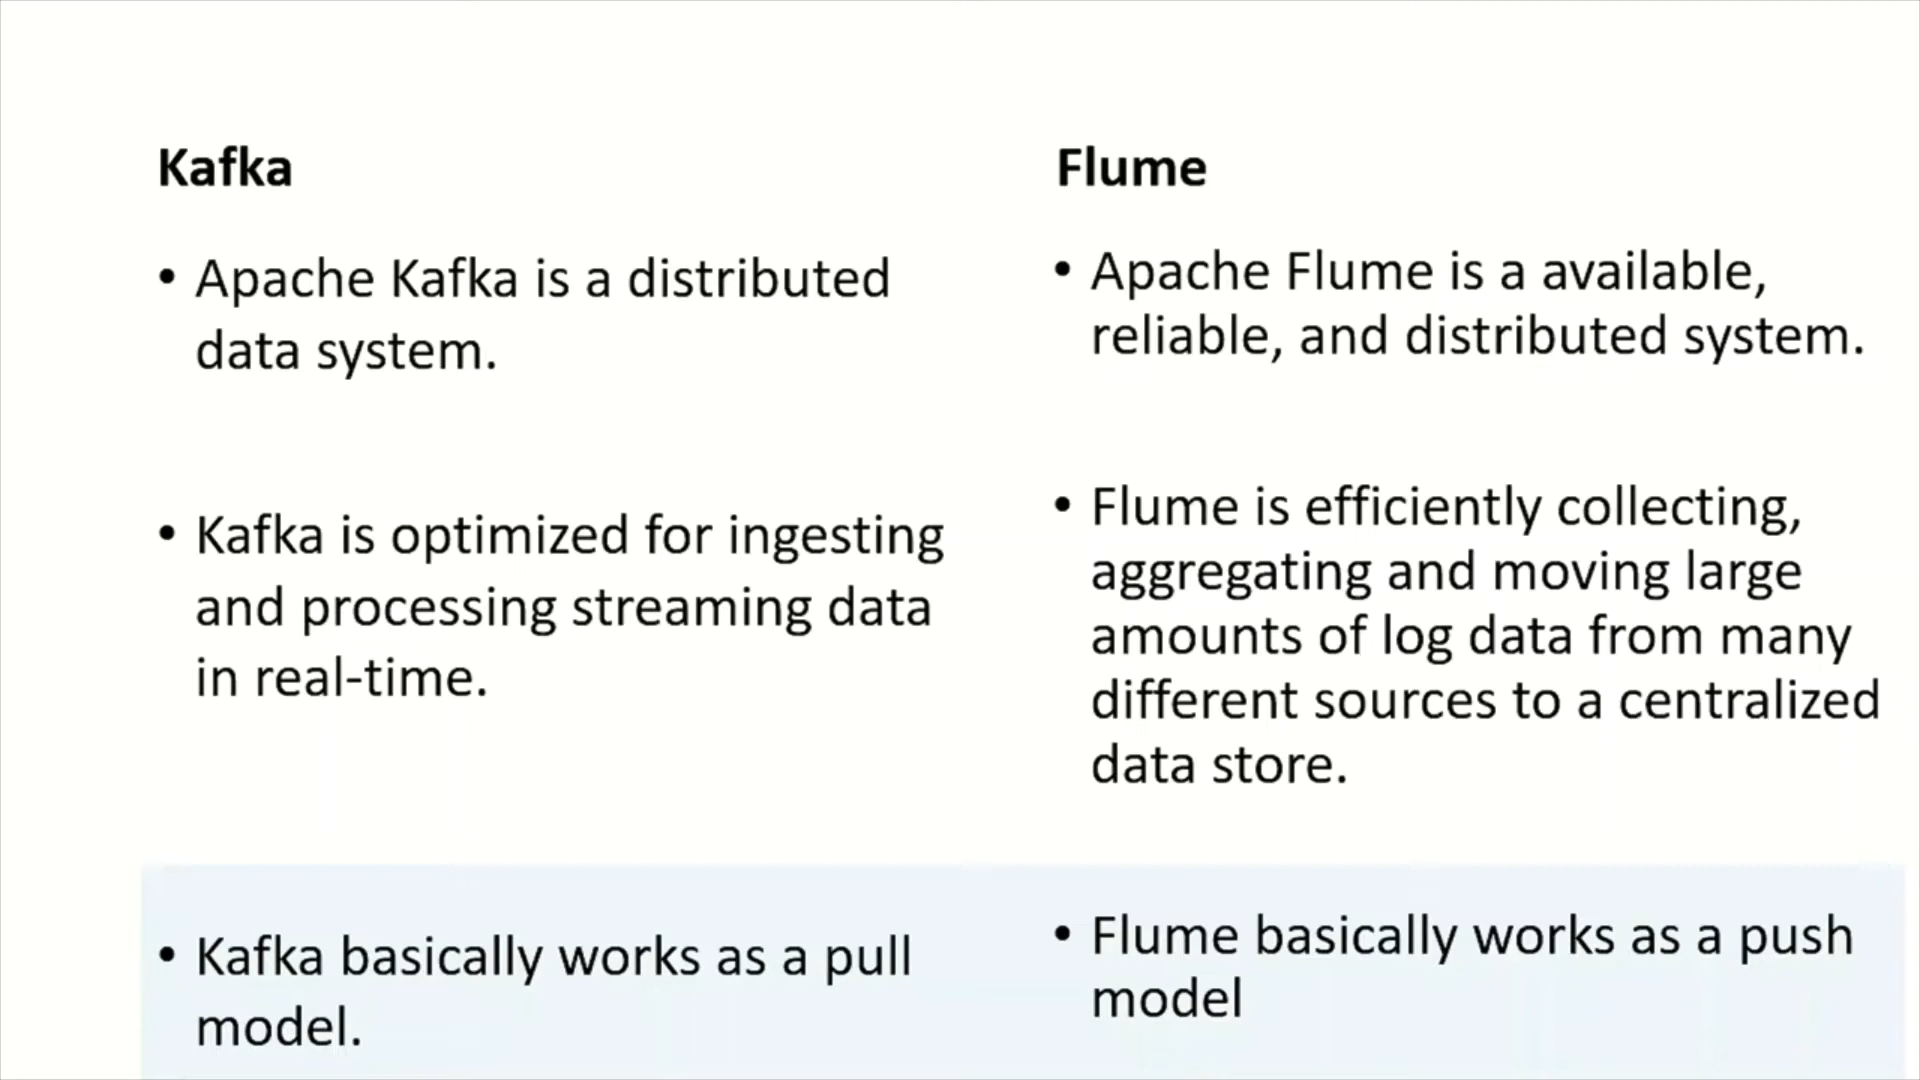 Kafka
• Apache Kafka is a distributed
data system.
• Kafka is optimized for ingesting
and processing streaming data
in real-time.
• Kafka basically works as a pull
model.
Flume
• Apache Flume is a available,
reliable, and distributed system.
• Flume is efficiently collecting,
aggregating and moving large
amounts of log data from many
different sources to a centralized
data store.
• Flume basically works as a push
model